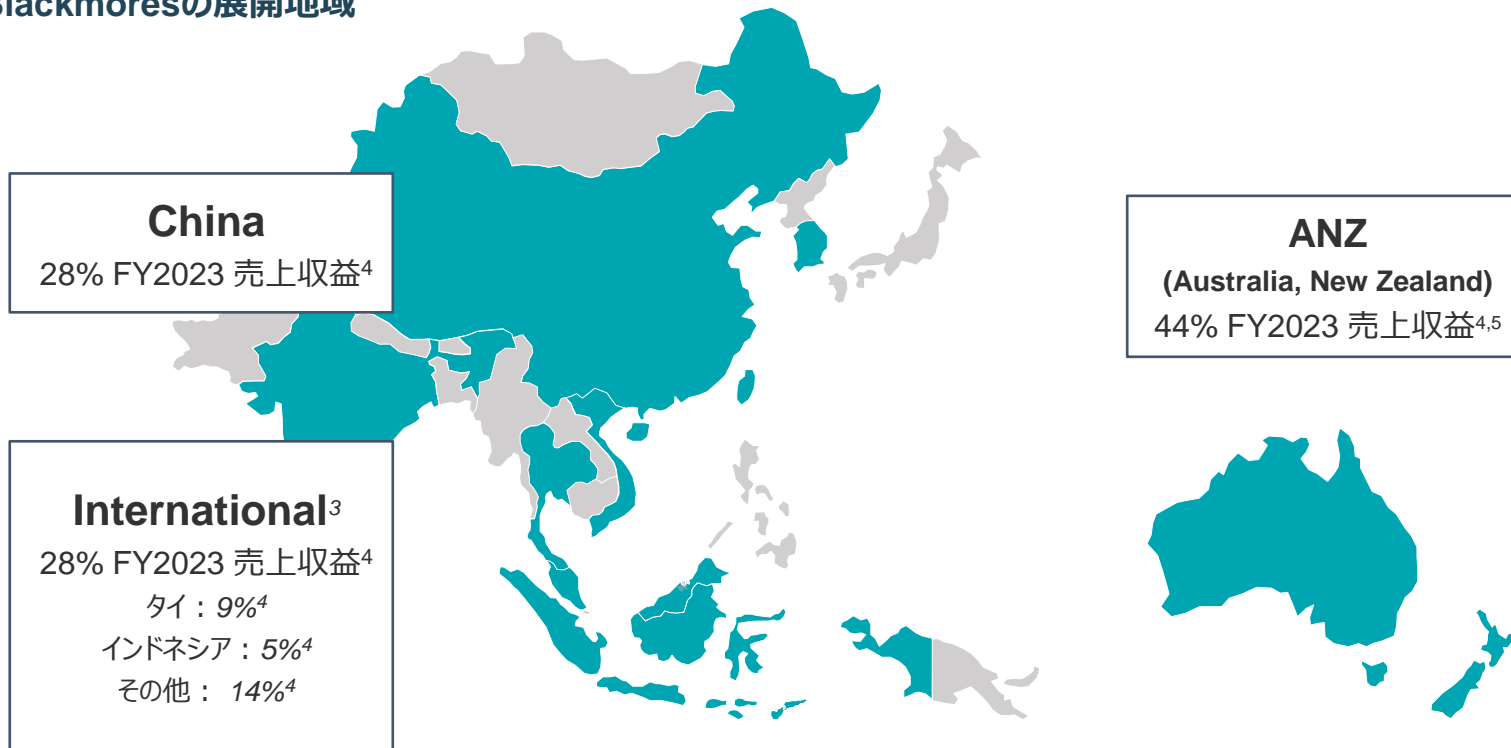 Blackmoresの展開地域
China
28% FY2023 売上収益4
ANZ
(Australia, New Zealand)
44% FY2023 売上収益4,5
International3
28% FY2023 売上収益4
タイ：9%4
インドネシア：5%4
その他： 14%4